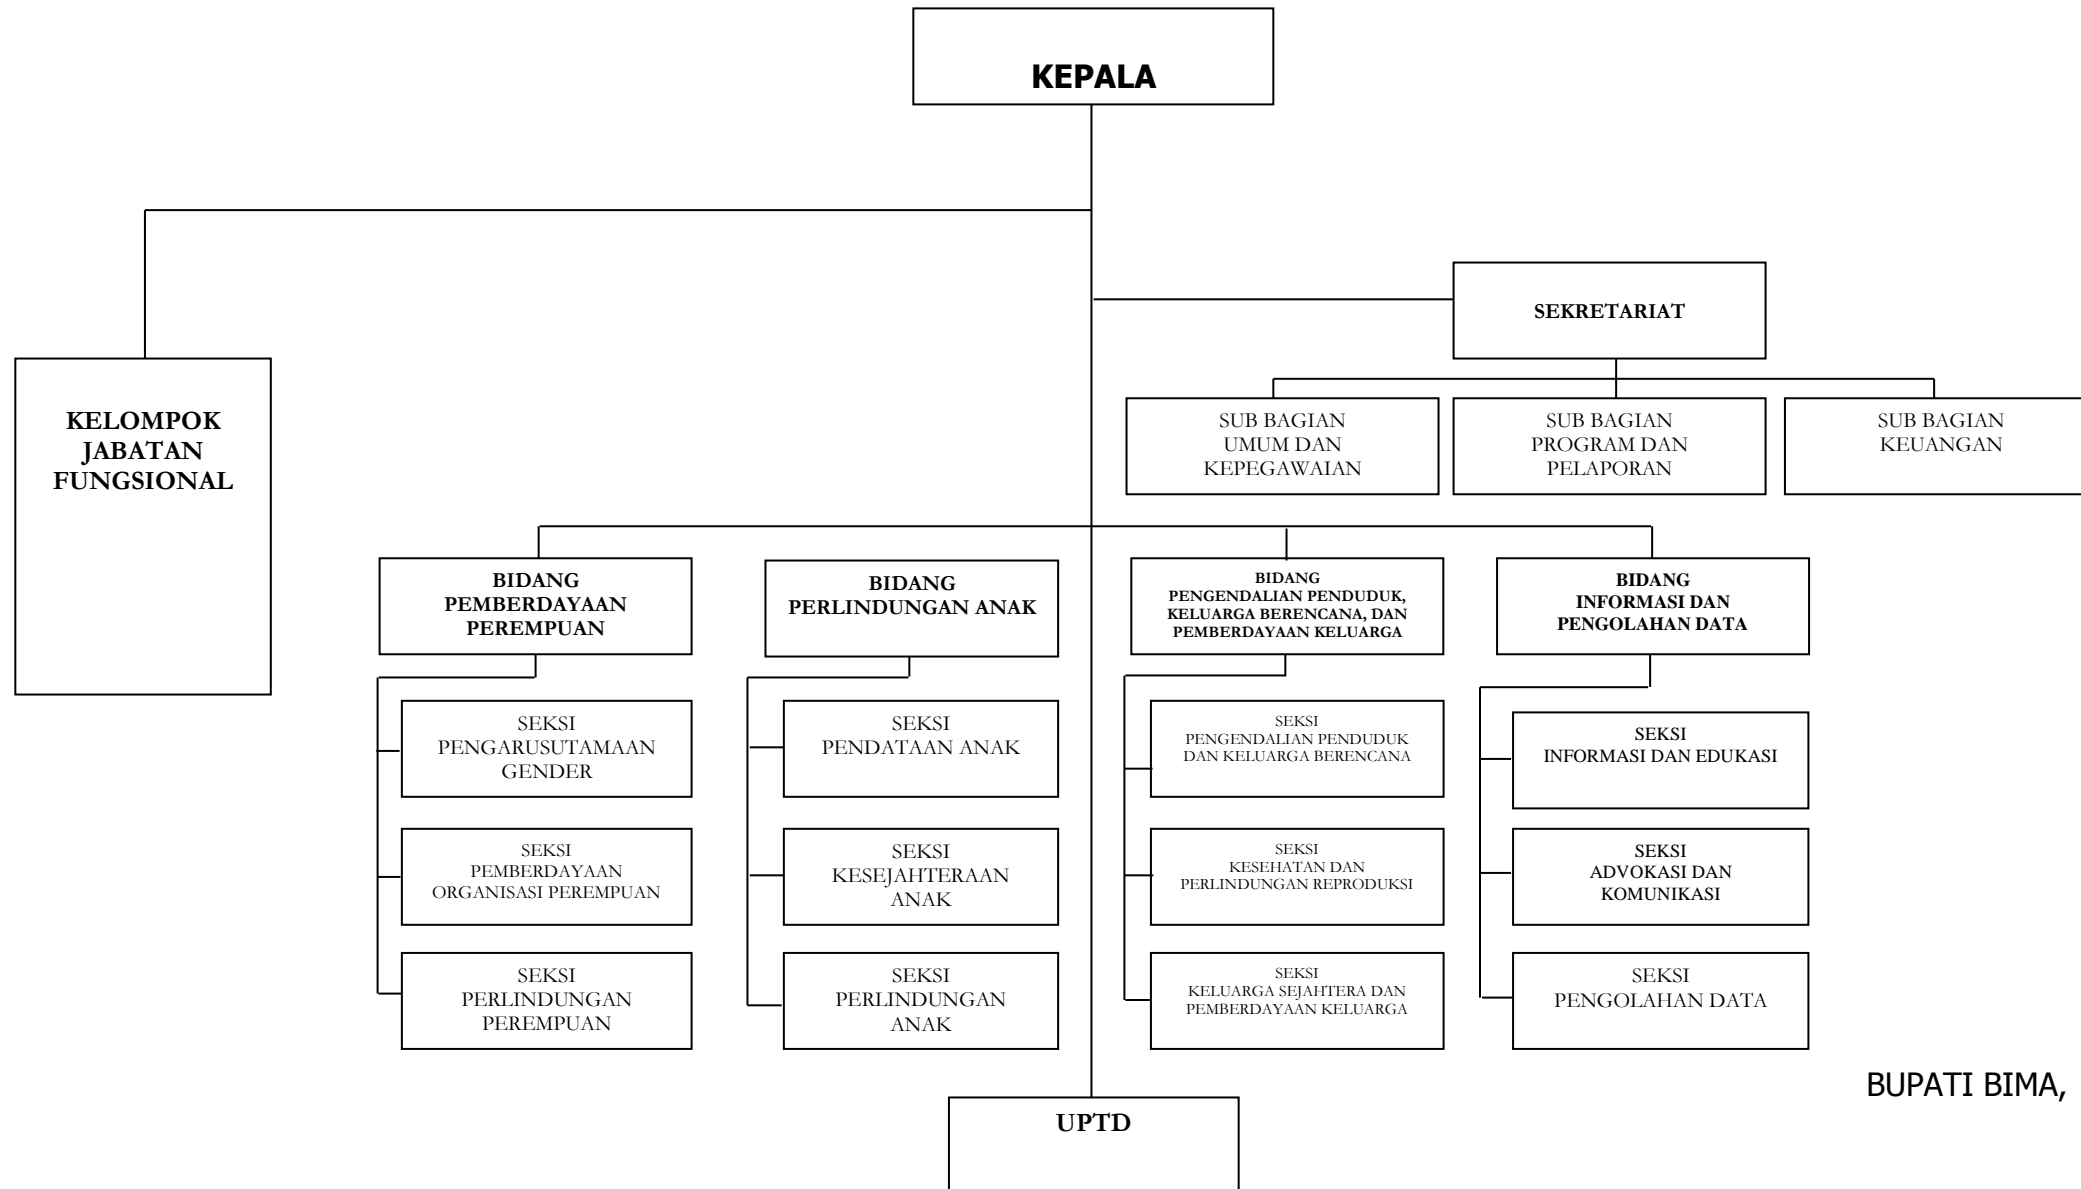 KEPALA
SEKRETARIAT
KELOMPOK
JABATAN
FUNGSIONAL
SUB BAGIAN
UMUM DAN
KEPEGAWAIAN
SUB BAGIAN
PROGRAM DAN
PELAPORAN
SUB BAGIAN
KEUANGAN
BIDANG
PEMBERDAYAAN
PEREMPUAN
BIDANG
PERLINDUNGAN ANAK
BIDANG
PENGENDALIAN PENDUDUK,
KELUARGA BERENCANA, DAN
PEMBERDAYAAN KELUARGA
BIDANG
INFORMASI DAN
PENGOLAHAN DATA
SEKSI
PENGARUSUTAMAAN
GENDER
SEKSI
PENDATAAN ANAK
SEKSI
PENGENDALIAN PENDUDUK
DAN KELUARGA BERENCANA
SEKSI
INFORMASI DAN EDUKASI
SEKSI
PEMBERDAYAAN
ORGANISASI PEREMPUAN
SEKSI
KESEJAHTERAAN
ANAK
SEKSI
KESEHATAN DAN
PERLINDUNGAN REPRODUKSI
SEKSI
ADVOKASI DAN
KOMUNIKASI
SEKSI
PERLINDUNGAN
PEREMPUAN
SEKSI
PERLINDUNGAN
ANAK
SEKSI
KELUARGA SEJAHTERA DAN
PEMBERDAYAAN KELUARGA
SEKSI
PENGOLAHAN DATA
BUPATI BIMA,
UPTD